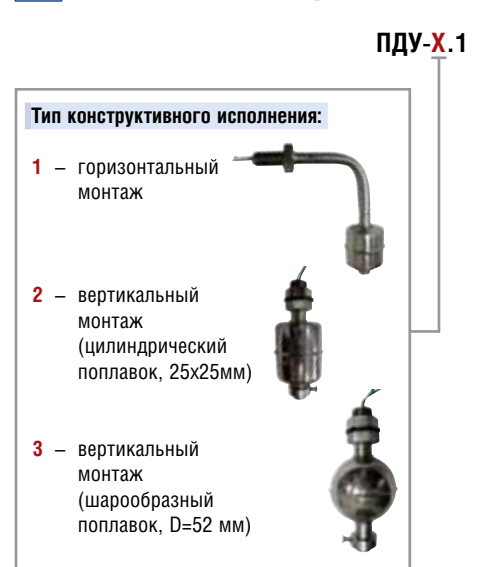 ПДУ-Х.1
Тип конструктивного исполнения:
1 – горизонтальный
монтаж
2 – вертикальный
монтаж
(цилиндрический
поплавок, 25х25мм)
3 – вертикальный
монтаж
(шарообразный
поплавок, D=52 мм)